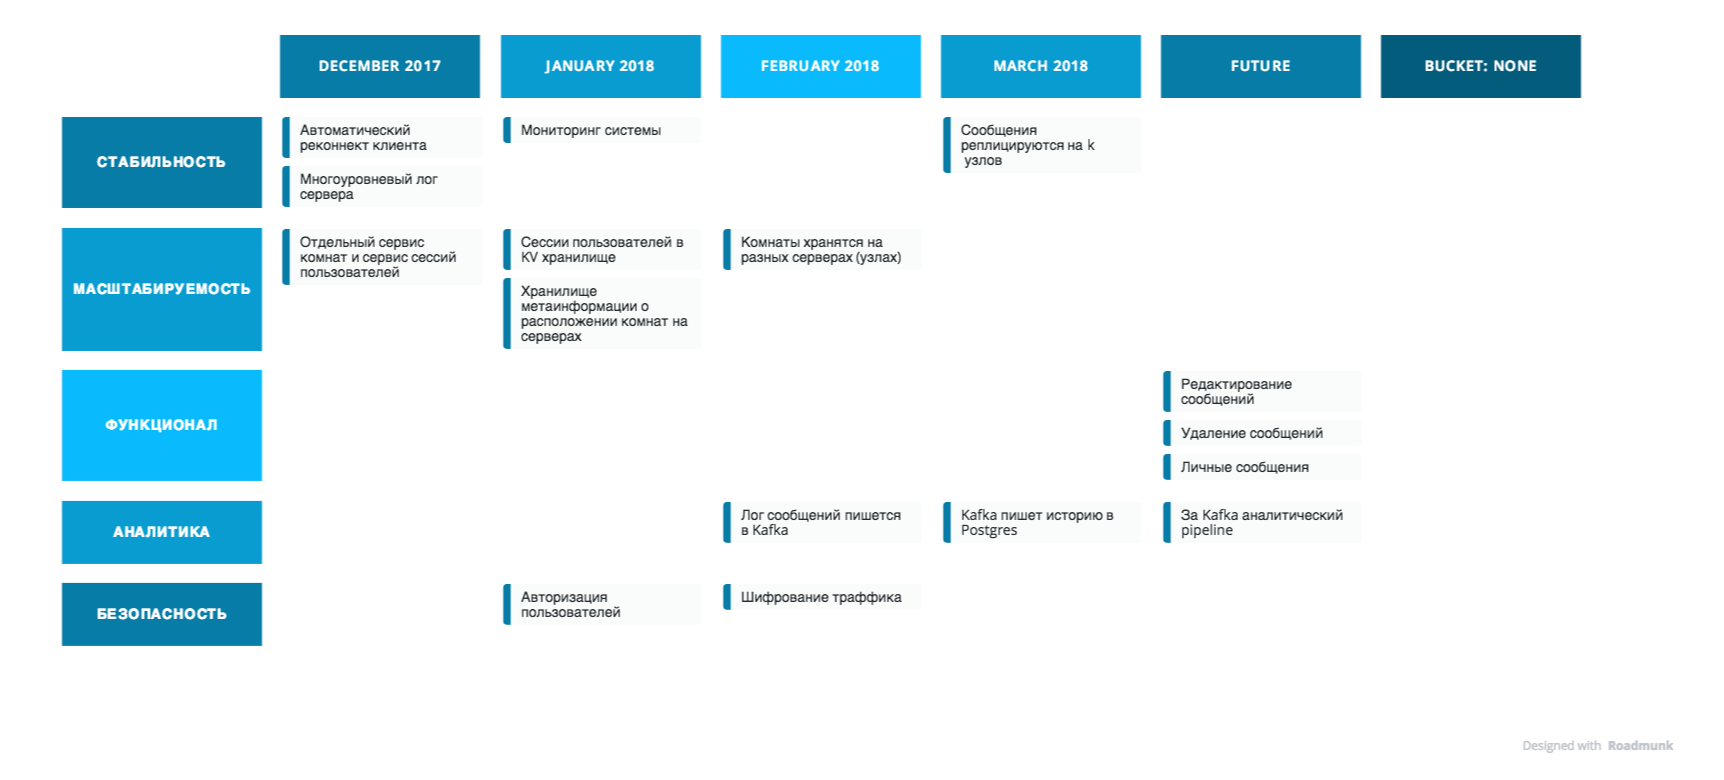 DECEMBER 2017
JANUARY 2018
FEBRUARY 2018
MARCH 2018
FUTURE
BUCKET: NONE
СТАБИЛЬНОСТЬ
Автоматический
реконнект клиента
Многоуровневый лог
сервера
Мониторинг системы
Сообщения
реплицируются на k
узлов
МАСШТАБИРУЕМОСТЬ
Отдельный сервис
комнат и сервис сессий
пользователей
Сессии пользователей в
KV хранилище
Хранилище
метаинформации о
расположении комнат на
серверах
Комнаты хранятся на
разных серверах (узлах)
ФУНКЦИОНАЛ
Редактирование
сообщений
Удаление сообщений
Личные сообщения
АНАЛИТИКА
Лог сообщений пишется
в Kafka
Kafka пишет историю в
Postgres
За Kafka аналитический
pipeline
БЕЗОПАСНОСТЬ
Авторизация
пользователей
Шифрование траффика
Designed with Roadmunk